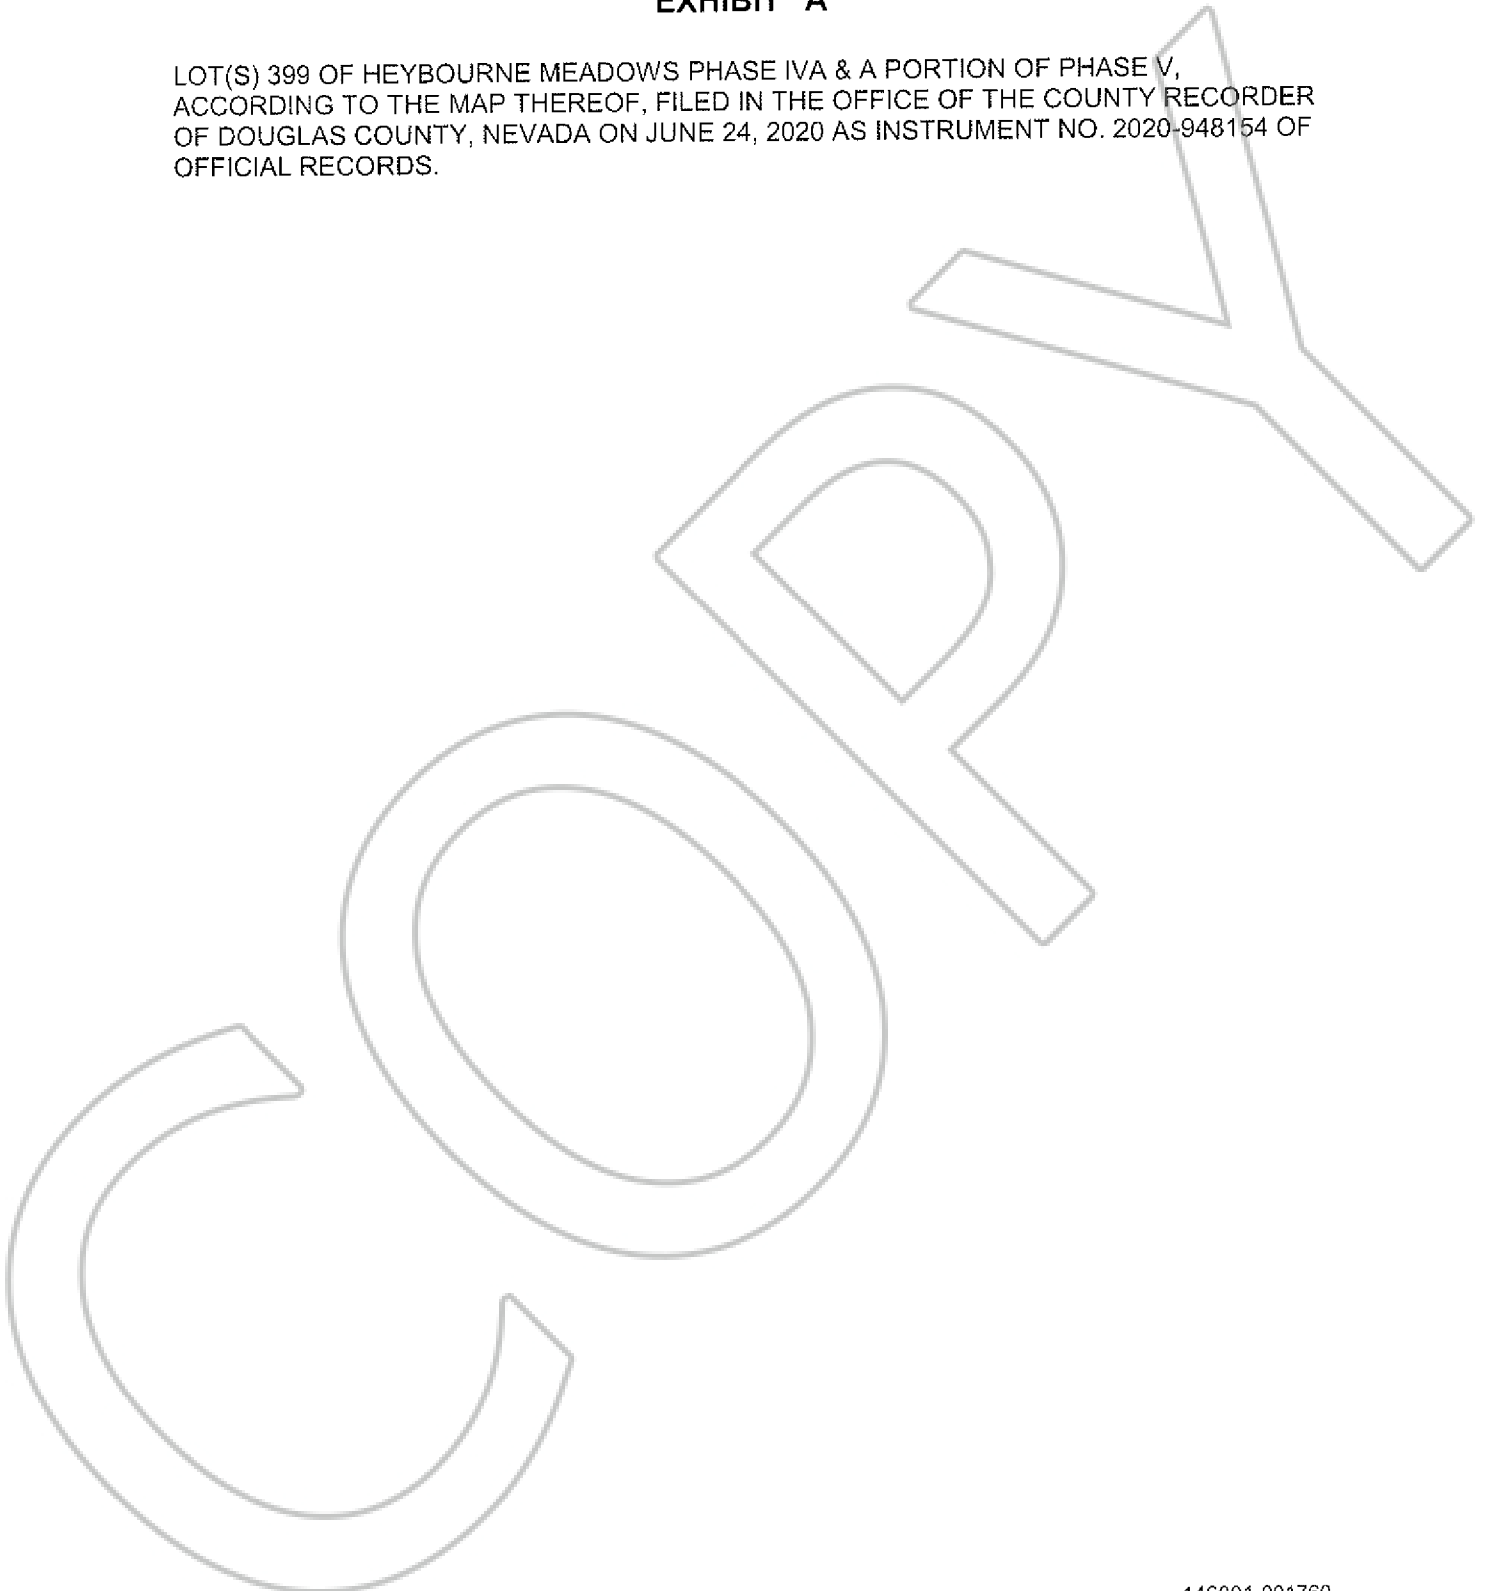 EXHIBIT "A"
LOT(S) 399 OF HEYBOURNE MEADOWS PHASE IVA & A PORTION OF PHASE V,
ACCORDING TO THE MAP THEREOF, FILED IN THE OFFICE OF THE COUNTY RECORDER
OF DOUGLAS COUNTY, NEVADA ON JUNE 24, 2020 AS INSTRUMENT NO. 2020-948154 OF
OFFICIAL RECORDS.
COPY